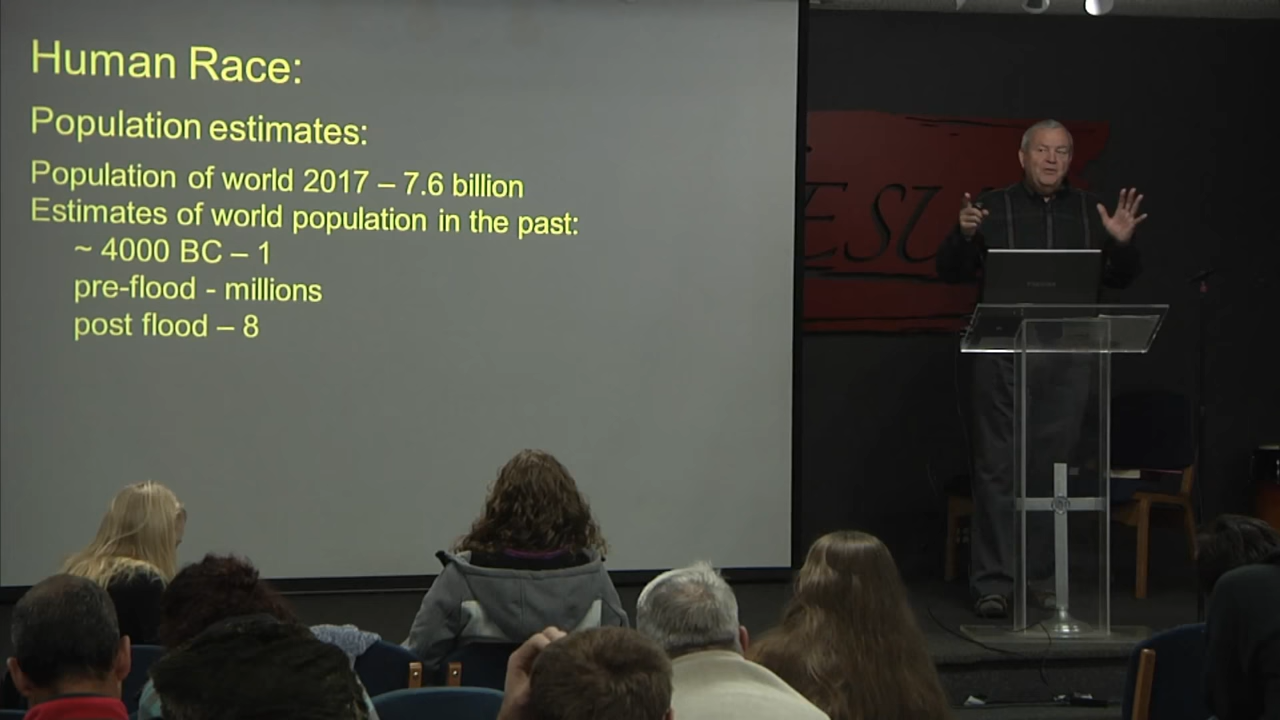 Human Race:
Population estimates:
Population of world 2017 – 7.6 billion
Estimates of world population in the past:
~ 4000 BC – 1
pre-flood - millions
post flood – 8
ESU